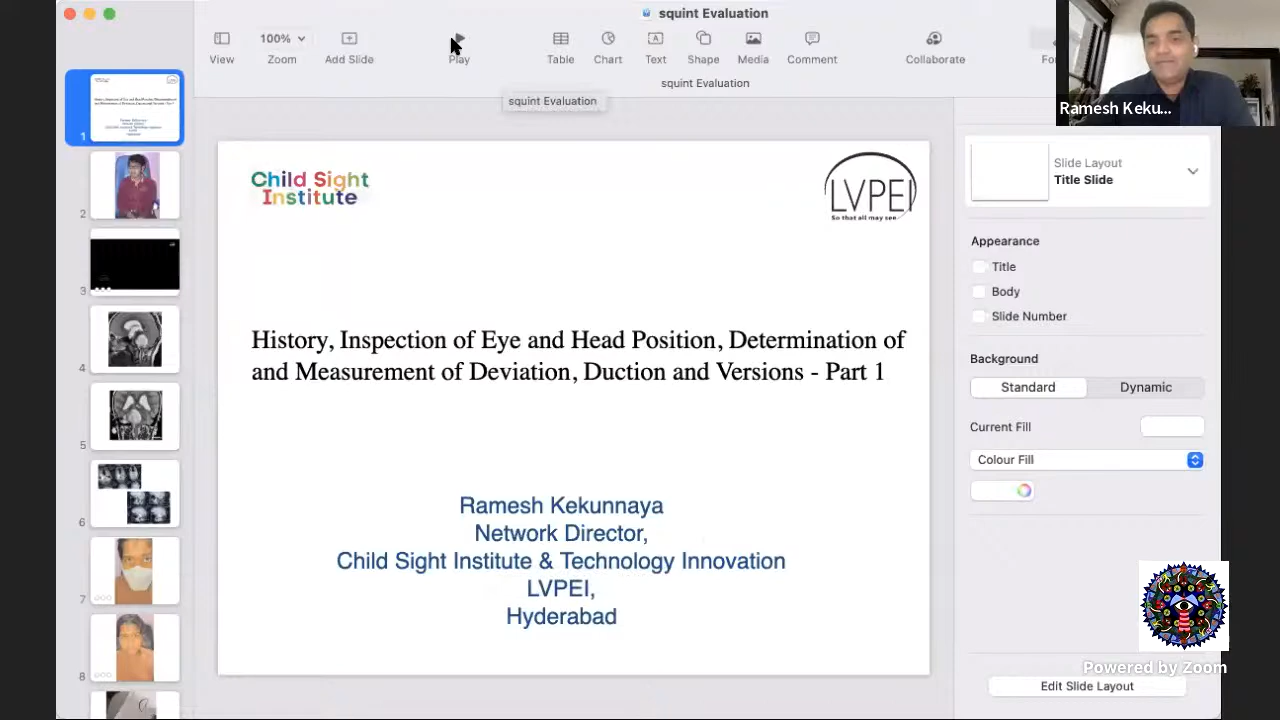 squint Evaluation
100%
View
Zoom
Add Slide
Play
Table
Chart
Text
Shape
Media
Comment
Collaborate
squint Evaluation
squint Evaluation
Ramesh Keku...
1
2
3
4
5
6
7
8
Child Sight
Institute
LVPEI
So that all may see
History, Inspection of Eye and Head Position, Determination of
and Measurement of Deviation, Duction and Versions - Part 1
Ramesh Kekunnaya
Network Director,
Child Sight Institute & Technology Innovation
LVPEI,
Hyderabad
Slide Layout
Title Slide
Appearance
Title
Body
Slide Number
Background
Standard
Dynamic
Current Fill
Colour Fill
Edit Slide Layout
Powered by Zoom